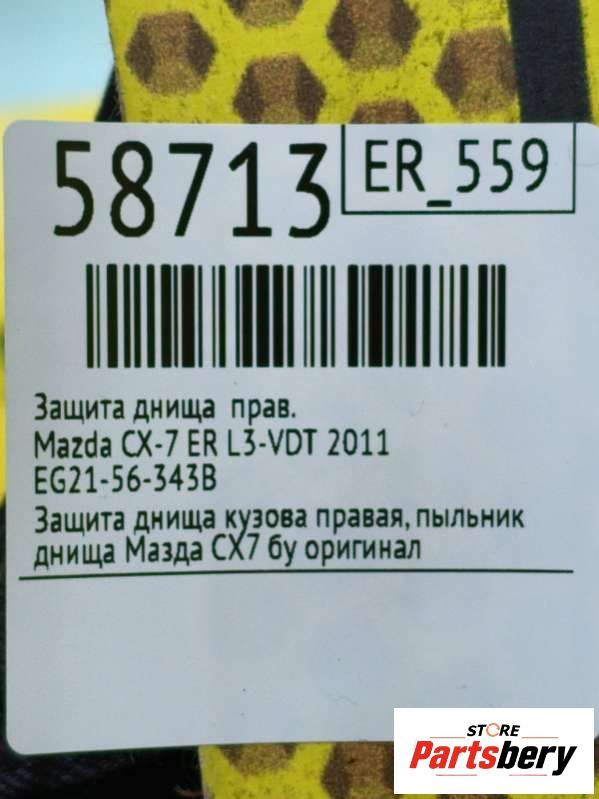 58713
ER_559
Защита днища прав.
Mazda CX-7 ER L3-VDT 2011
EG21-56-343B
Защита днища кузова правая, пыльник
днища Мазда СХ7 бу оригинал
STORE
Partsbery